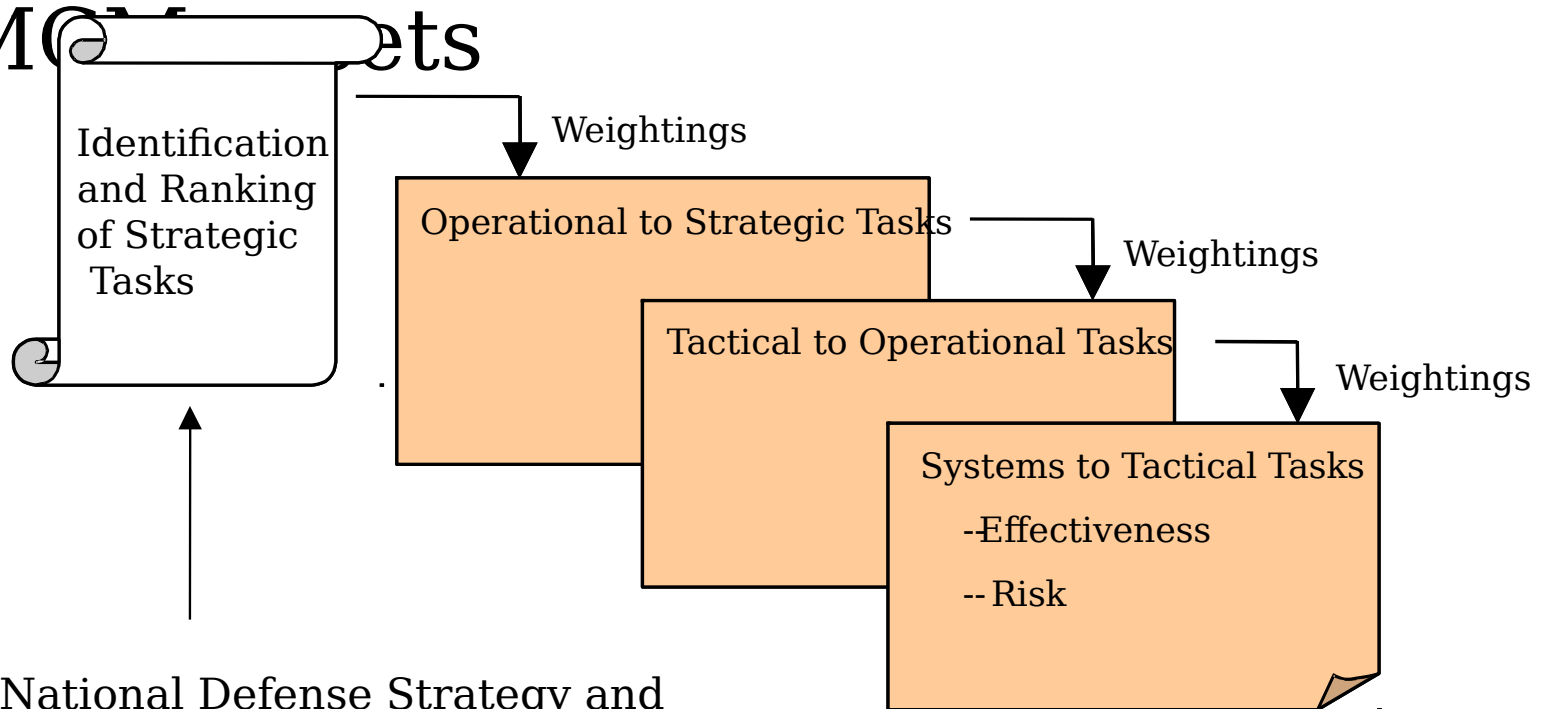 Identification
and Ranking
of Strategic
Tasks
Weightings
Operational to Strategic Tasks
Weightings
Tactical to Operational Tasks
Weightings
Systems to Tactical Tasks
--Effectiveness
-- Risk
National Defense Strategy and